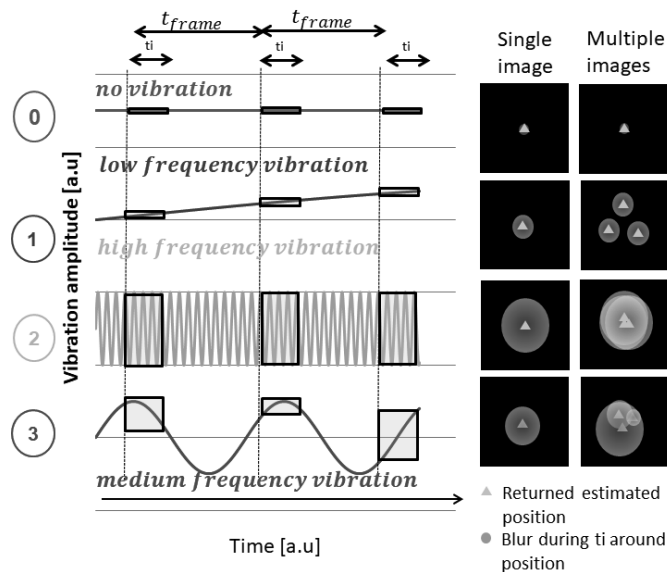 t_frame t_frame
ti ti ti
Single image
Multiple images
0
no vibration
Vibration amplitude [a.u]
low frequency vibration
1
high frequency vibration
2
3
medium frequency vibration
Time [a.u]
Returned estimated
position
Blur during ti around
position